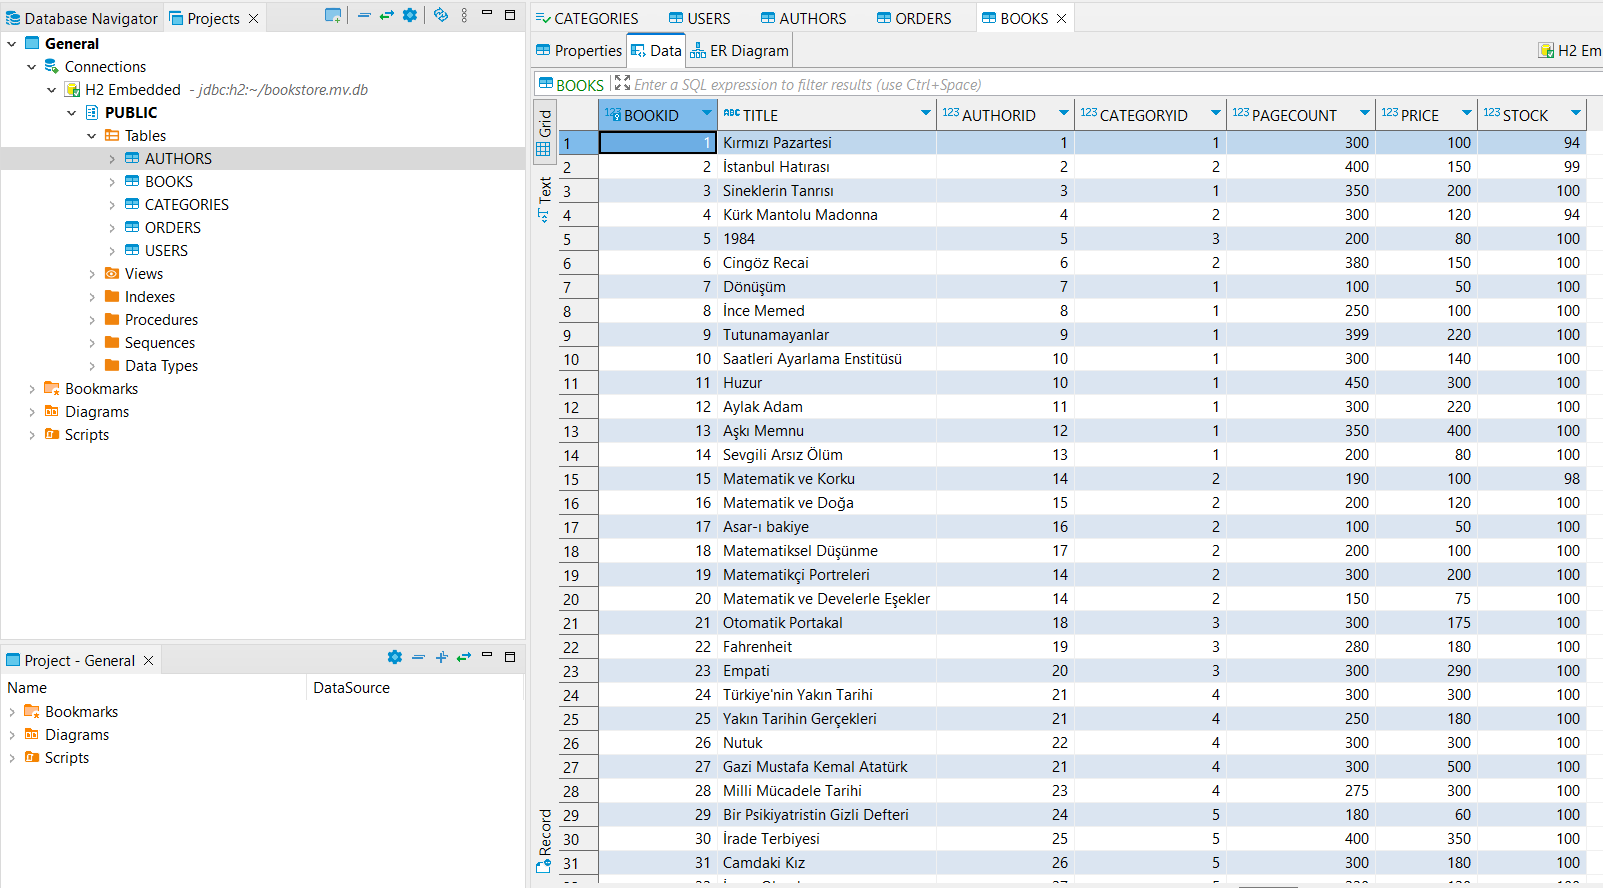 Database Navigator Projects
General
Connections
H2 Embedded - jdbc:h2:~/bookstore.mv.db
PUBLIC
Tables
AUTHORS
BOOKS
CATEGORIES
ORDERS
USERS
Views
Indexes
Procedures
Sequences
Data Types
Bookmarks
Diagrams
Scripts
Project - General
Name DataSource
Bookmarks
Diagrams
Scripts
CATEGORIES USERS AUTHORS ORDERS BOOKS
Properties Data ER Diagram H2 Em
BOOKS Enter a SQL expression to filter results (use Ctrl+Space)
Grid
Text
Record
123 BOOKID ABC TITLE 123 AUTHORID 123 CATEGORYID 123 PAGECOUNT 123 PRICE 123 STOCK
1 1 Kırmızı Pazartesi 1 1 300 100 94
2 2 İstanbul Hatırası 2 2 400 150 99
3 3 Sineklerin Tanrısı 3 1 350 200 100
4 4 Kürk Mantolu Madonna 4 2 300 120 94
5 5 1984 5 3 200 80 100
6 6 Cingöz Recai 6 2 380 150 100
7 7 Dönüşüm 7 1 100 50 100
8 8 İnce Memed 8 1 250 100 100
9 9 Tutunamayanlar 9 1 399 220 100
10 10 Saatleri Ayarlama Enstitüsü 10 1 300 140 100
11 11 Huzur 10 1 450 300 100
12 12 Aylak Adam 11 1 300 220 100
13 13 Aşkı Memnu 12 1 350 400 100
14 14 Sevgili Arsız Ölüm 13 1 200 80 100
15 15 Matematik ve Korku 14 2 190 100 98
16 16 Matematik ve Doğa 15 2 200 120 100
17 17 Asar-ı bakiye 16 2 100 50 100
18 18 Matematiksel Düşünme 17 2 200 100 100
19 19 Matematikçi Portreleri 14 2 300 200 100
20 20 Matematik ve Develerle Eşekler 14 2 150 75 100
21 21 Otomatik Portakal 18 3 300 175 100
22 22 Fahrenheit 19 3 280 180 100
23 23 Empati 20 3 300 290 100
24 24 Türkiye'nin Yakın Tarihi 21 4 300 300 100
25 25 Yakın Tarihin Gerçekleri 21 4 250 180 100
26 26 Nutuk 22 4 300 300 100
27 27 Gazi Mustafa Kemal Atatürk 21 4 300 500 100
28 28 Milli Mücadele Tarihi 23 4 275 300 100
29 29 Bir Psikiyatristin Gizli Defteri 24 5 180 60 100
30 30 İrade Terbiyesi 25 5 400 350 100
31 31 Camdaki Kız 26 5 300 180 100